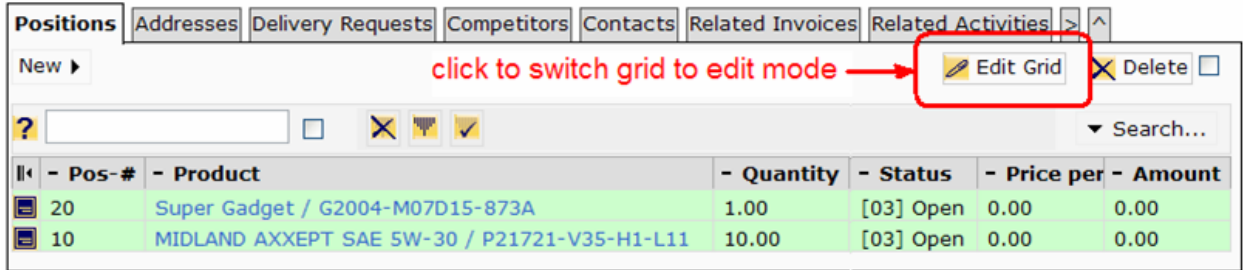 Positions Addresses Delivery Requests Competitors Contacts Related Invoices Related Activities > ^
New click to switch grid to edit mode Edit Grid Delete
? Search...
- Pos-# - Product - Quantity - Status - Price per - Amount
20 Super Gadget / G2004-M07D15-873A 1.00 [03] Open 0.00 0.00
10 MIDLAND AXXEPT SAE 5W-30 / P21721-V35-H1-L11 10.00 [03] Open 0.00 0.00